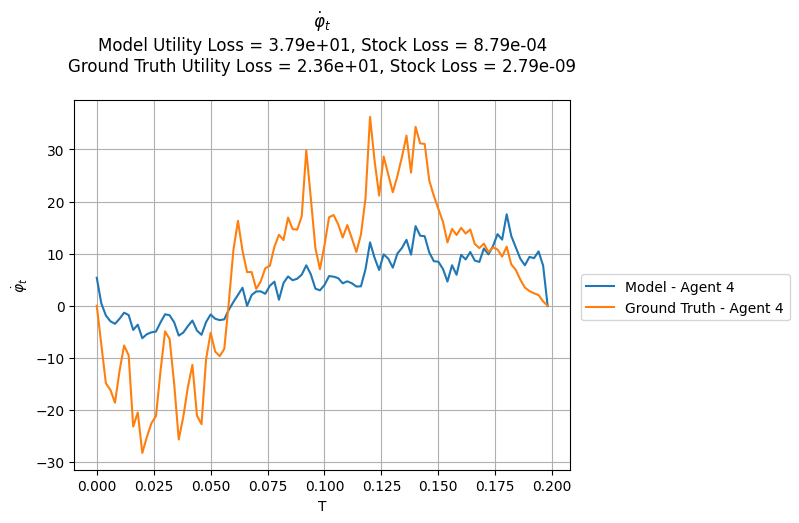 φ̇ₜ
Model Utility Loss = 3.79e+01, Stock Loss = 8.79e-04
Ground Truth Utility Loss = 2.36e+01, Stock Loss = 2.79e-09
φ̇ₜ
30
20
10
0
−10
−20
−30
0.000 0.025 0.050 0.075 0.100 0.125 0.150 0.175 0.200
T
Model - Agent 4
Ground Truth - Agent 4